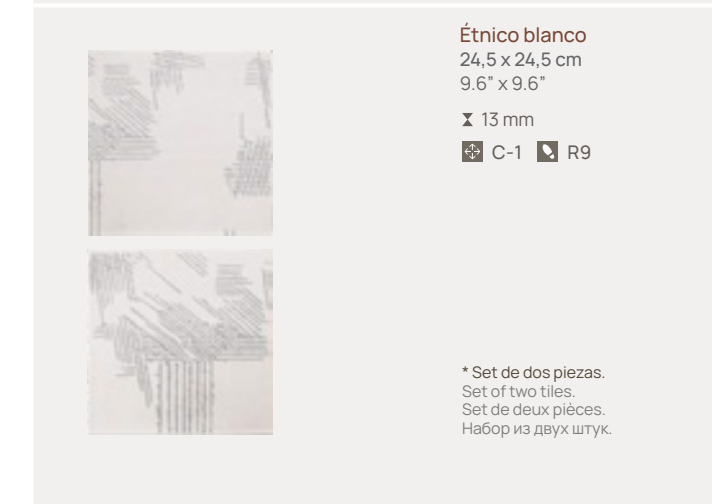 Étnico blanco
24,5 x 24,5 cm
9.6” x 9.6”
13 mm
C-1 R9
* Set de dos piezas.
Set of two tiles.
Set de deux pièces.
Набор из двух штук.